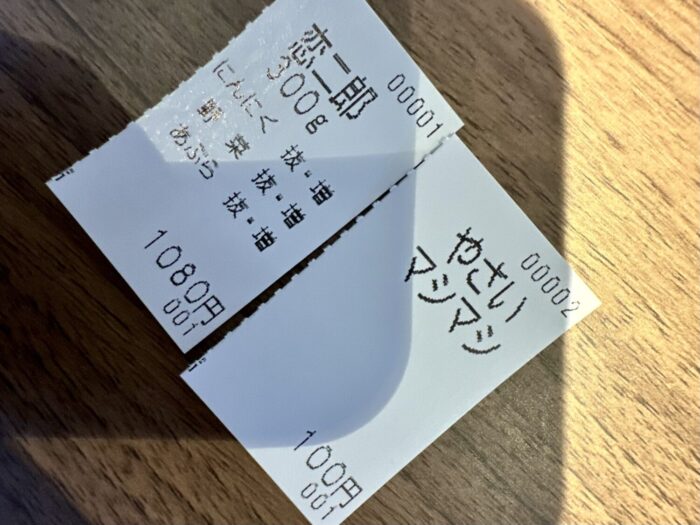 00001
恋二郎
300g
にんにく 抜・増
野菜 抜・増
あぶら 抜・増
1080円
001
00002
やさい
マシマシ
100円
001